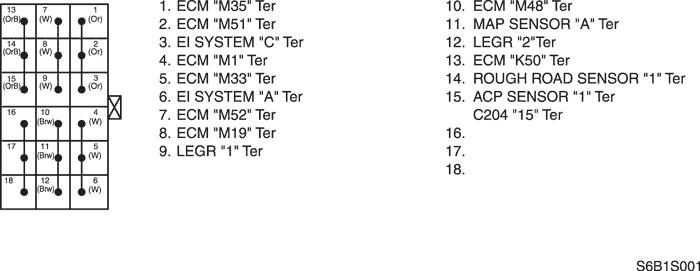 13 7 1
(OrB) (W) (Or)
14 8 2
(OrB) (W) (Or)
15 9 3
(OrB) (W) (Or)
16 10 4
(Brw) (W)
17 11 5
(Brw) (W)
18 12 6
(Brw) (W)
1. ECM "M35" Ter
2. ECM "M51" Ter
3. EI SYSTEM "C" Ter
4. ECM "M1" Ter
5. ECM "M33" Ter
6. EI SYSTEM "A" Ter
7. ECM "M52" Ter
8. ECM "M19" Ter
9. LEGR "1" Ter
10. ECM "M48" Ter
11. MAP SENSOR "A" Ter
12. LEGR "2"Ter
13. ECM "K50" Ter
14. ROUGH ROAD SENSOR "1" Ter
15. ACP SENSOR "1" Ter
C204 "15" Ter
16.
17.
18.
S6B1S001